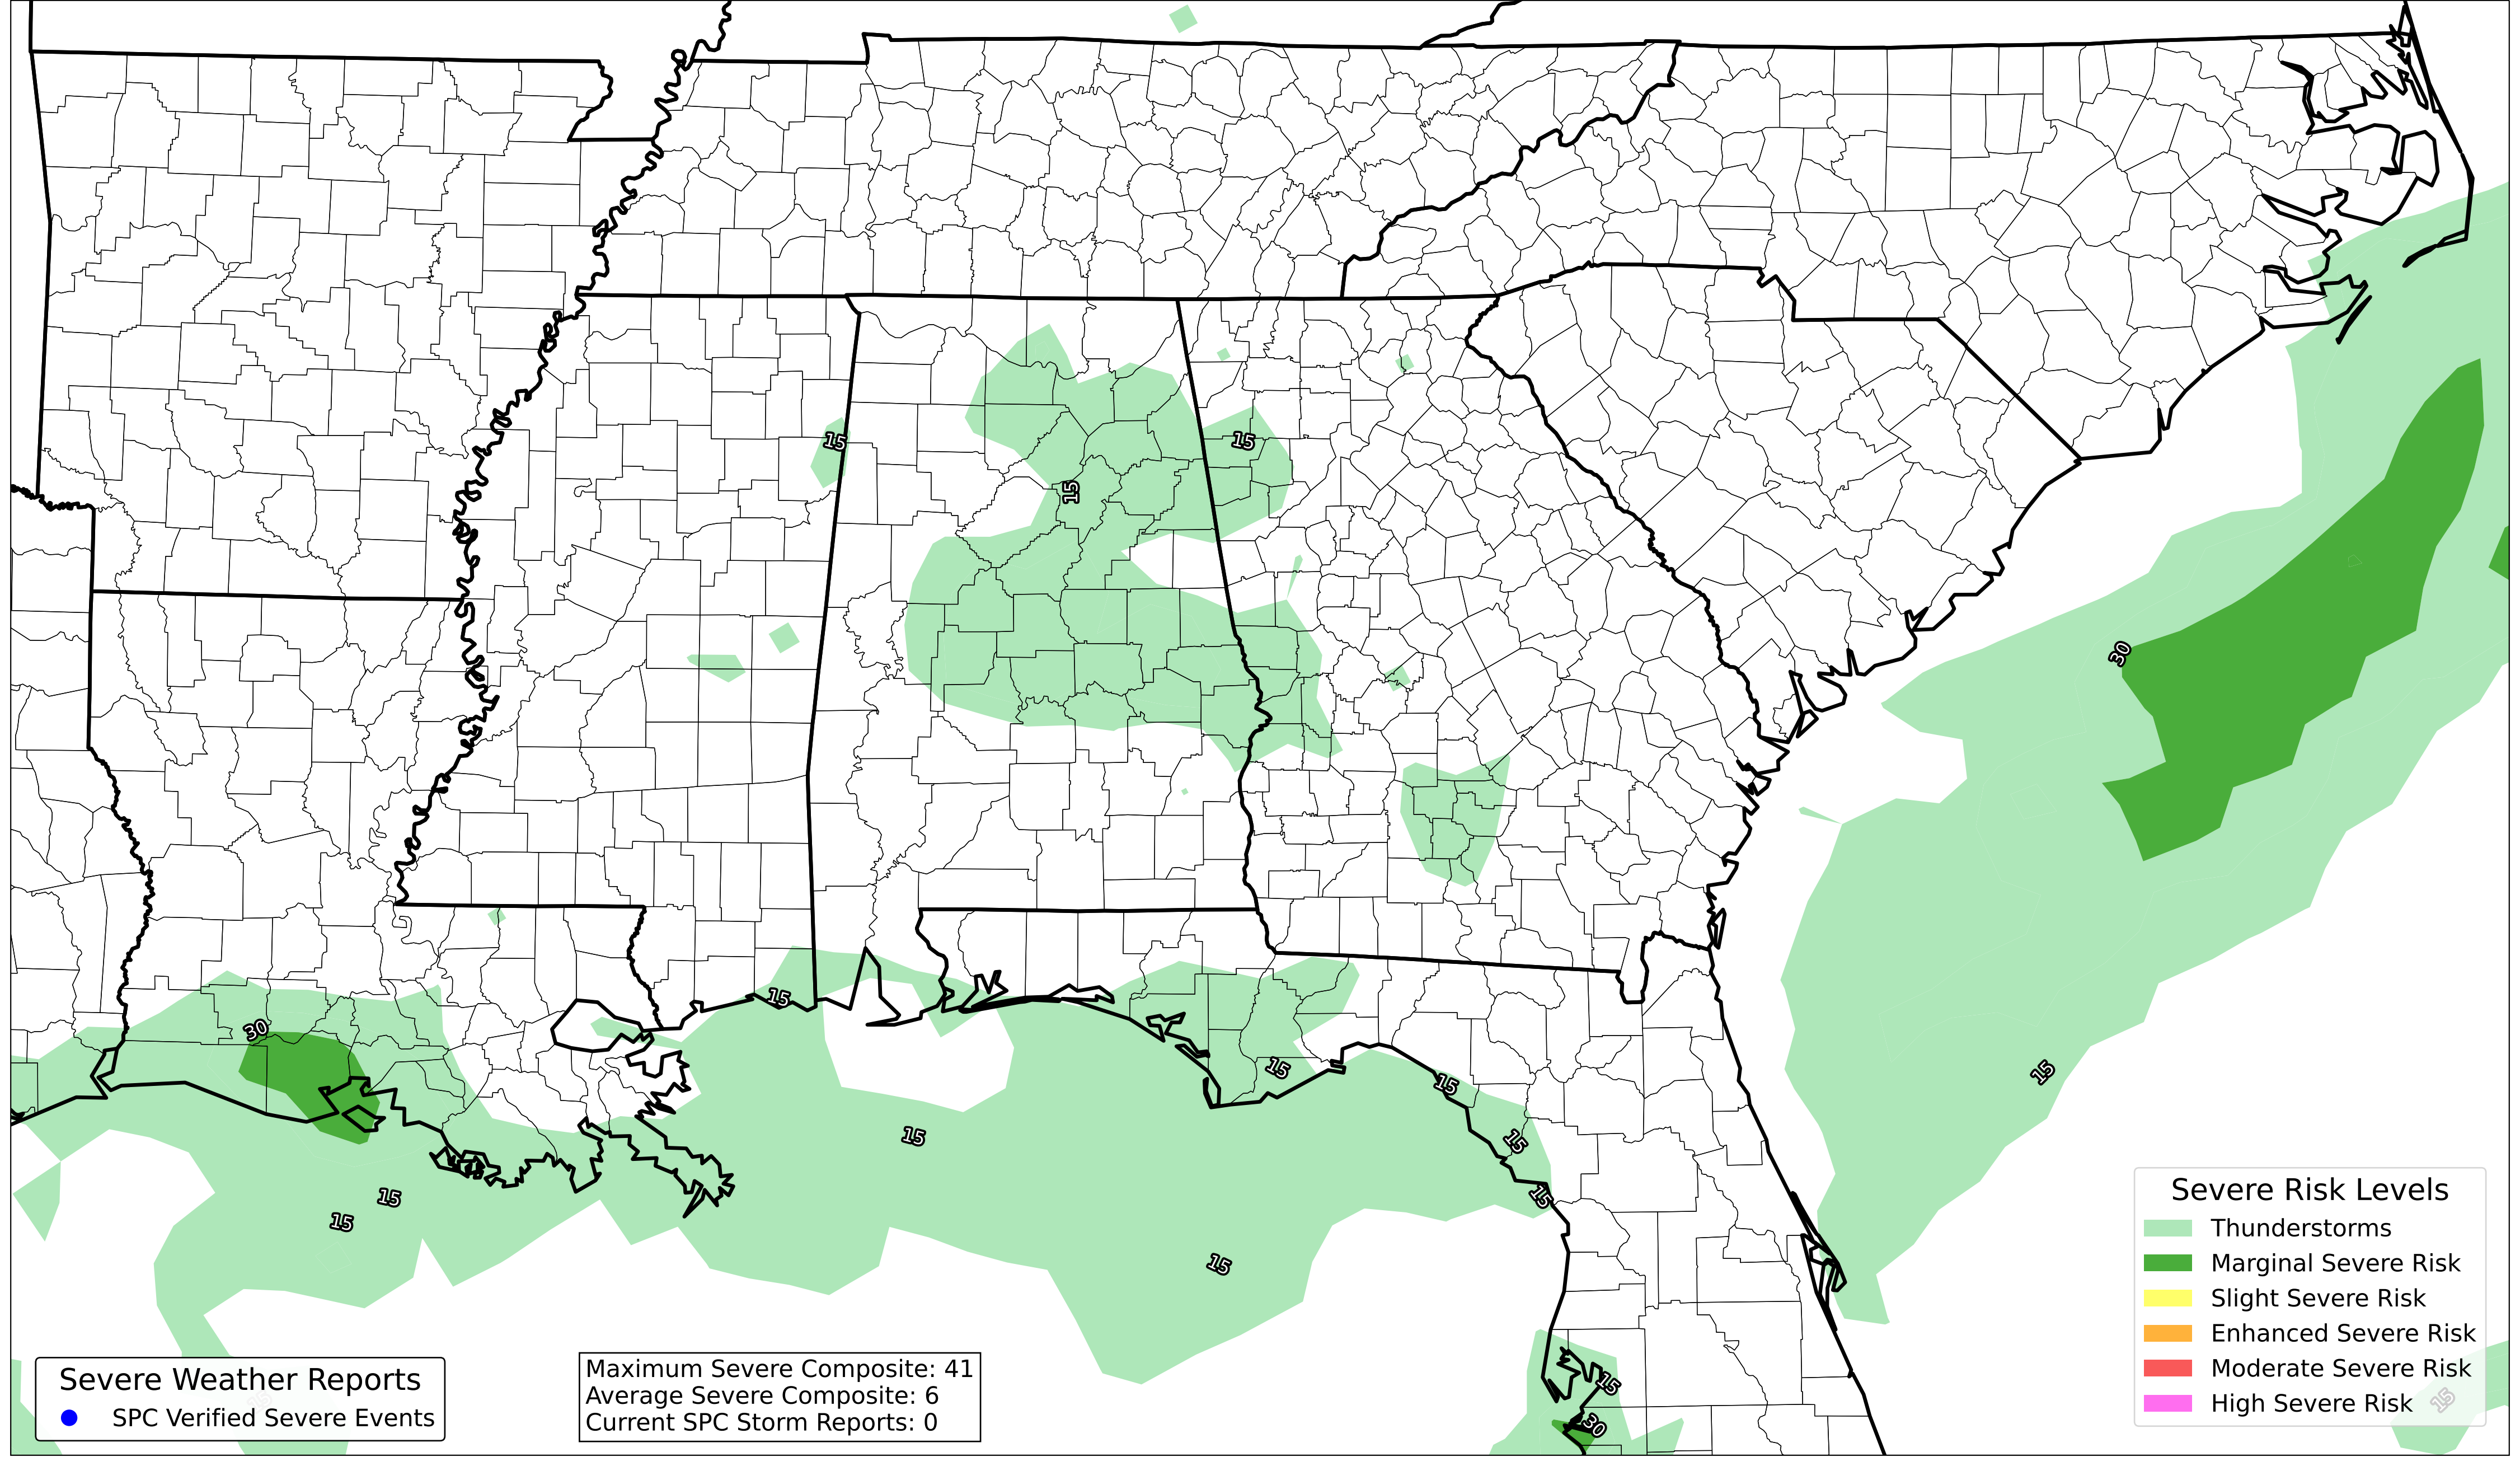 15
15
15
30
30
15
15
15
15
15
15
15
15
15
15
15
30
15
Severe Weather Reports
SPC Verified Severe Events
Maximum Severe Composite: 41
Average Severe Composite: 6
Current SPC Storm Reports: 0
Severe Risk Levels
Thunderstorms
Marginal Severe Risk
Slight Severe Risk
Enhanced Severe Risk
Moderate Severe Risk
High Severe Risk